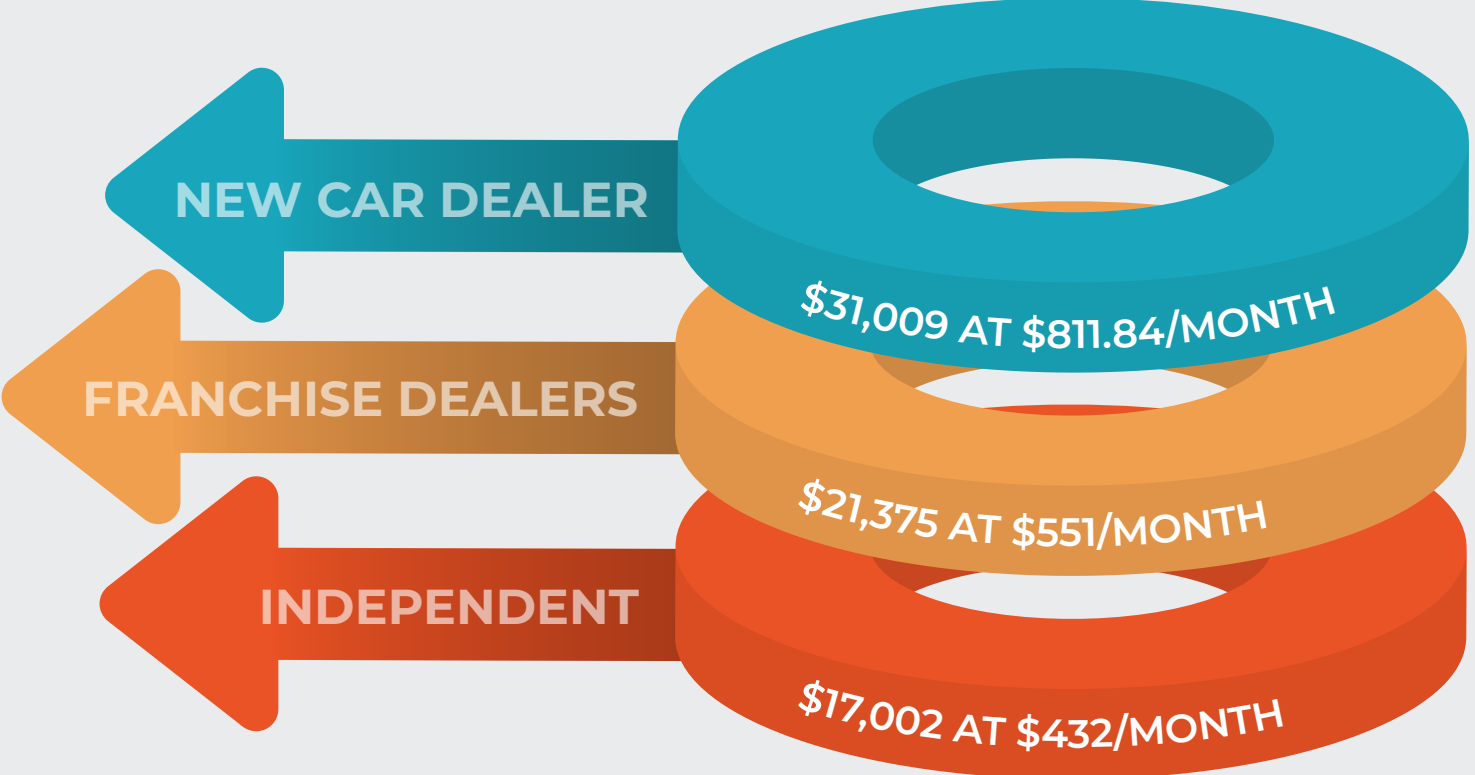 NEW CAR DEALER
$31,009 AT $811.84/MONTH
FRANCHISE DEALERS
$21,375 AT $551/MONTH
INDEPENDENT
$17,002 AT $432/MONTH